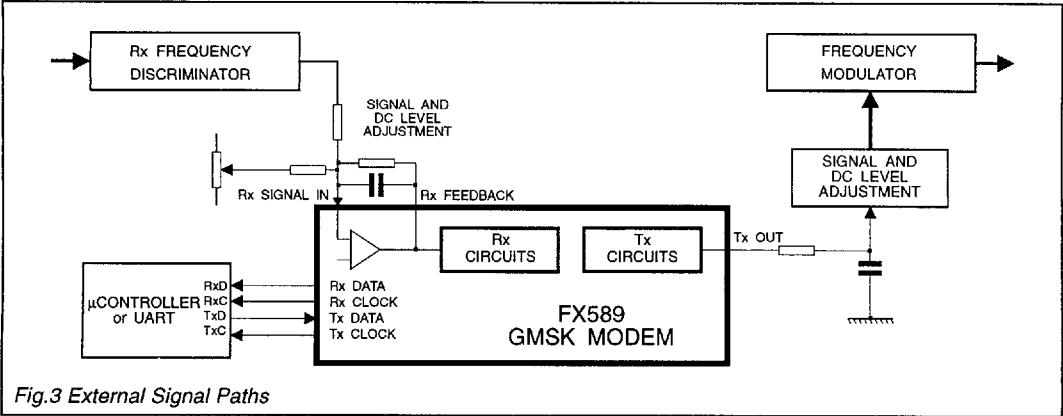 Rx FREQUENCY
DISCRIMINATOR
FREQUENCY
MODULATOR
SIGNAL AND
DC LEVEL
ADJUSTMENT
SIGNAL AND
DC LEVEL
ADJUSTMENT
Rx SIGNAL IN
Rx FEEDBACK
Rx
CIRCUITS
Tx
CIRCUITS
Tx OUT
µCONTROLLER
or UART
RxD
RxC
TxD
TxC
Rx DATA
Rx CLOCK
Tx DATA
Tx CLOCK
FX589
GMSK MODEM
Fig.3 External Signal Paths